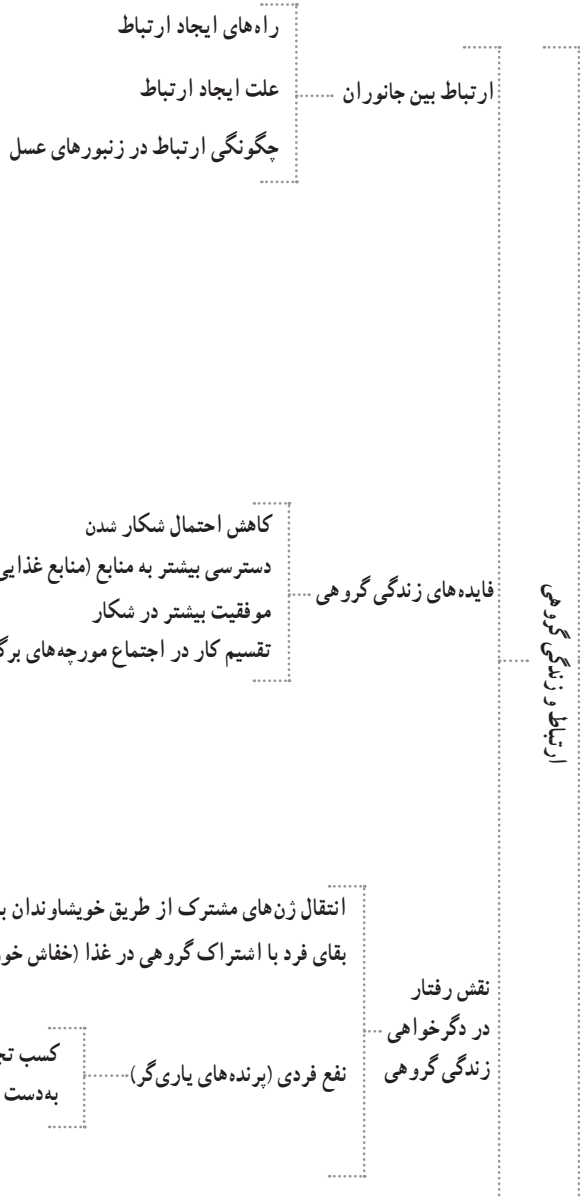 ارتباط و زندگی گروهی
ارتباط بین جانوران
راه‌های ایجاد ارتباط
علت ایجاد ارتباط
چگونگی ارتباط در زنبورهای عسل
فایده‌های زندگی گروهی
کاهش احتمال شکار شدن
دسترسی بیشتر به منابع (منابع غذایی
موفقیت بیشتر در شکار
تقسیم کار در اجتماع مورچه‌های
نقش رفتار
در دگرخواهی
زندگی گروهی
انتقال ژن‌های مشترک از طریق خویشاوندان
بقای فرد با اشتراک گروهی در غذا (خفاش
نفع فردی (پرنده‌های یاری‌گر)
کسب
به‌دست